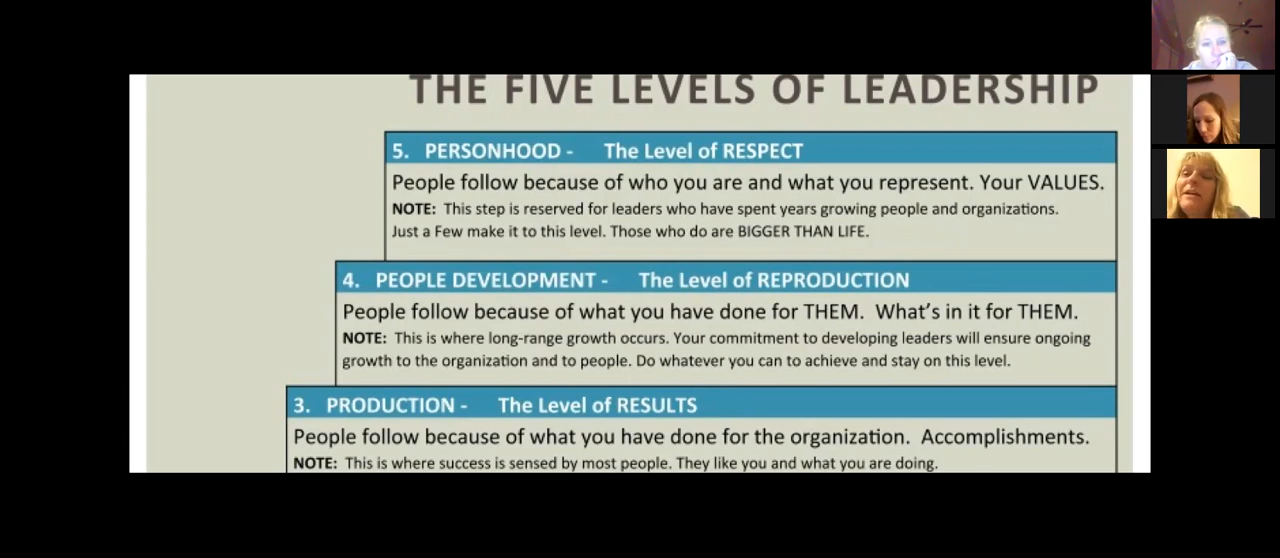 THE FIVE LEVELS OF LEADERSHIP
5. PERSONHOOD - The Level of RESPECT
People follow because of who you are and what you represent. Your VALUES.
NOTE: This step is reserved for leaders who have spent years growing people and organizations.
Just a Few make it to this level. Those who do are BIGGER THAN LIFE.
4. PEOPLE DEVELOPMENT - The Level of REPRODUCTION
People follow because of what you have done for THEM. What's in it for THEM.
NOTE: This is where long-range growth occurs. Your commitment to developing leaders will ensure ongoing
growth to the organization and to people. Do whatever you can to achieve and stay on this level.
3. PRODUCTION - The Level of RESULTS
People follow because of what you have done for the organization. Accomplishments.
NOTE: This is where success is sensed by most people. They like you and what you are doing.